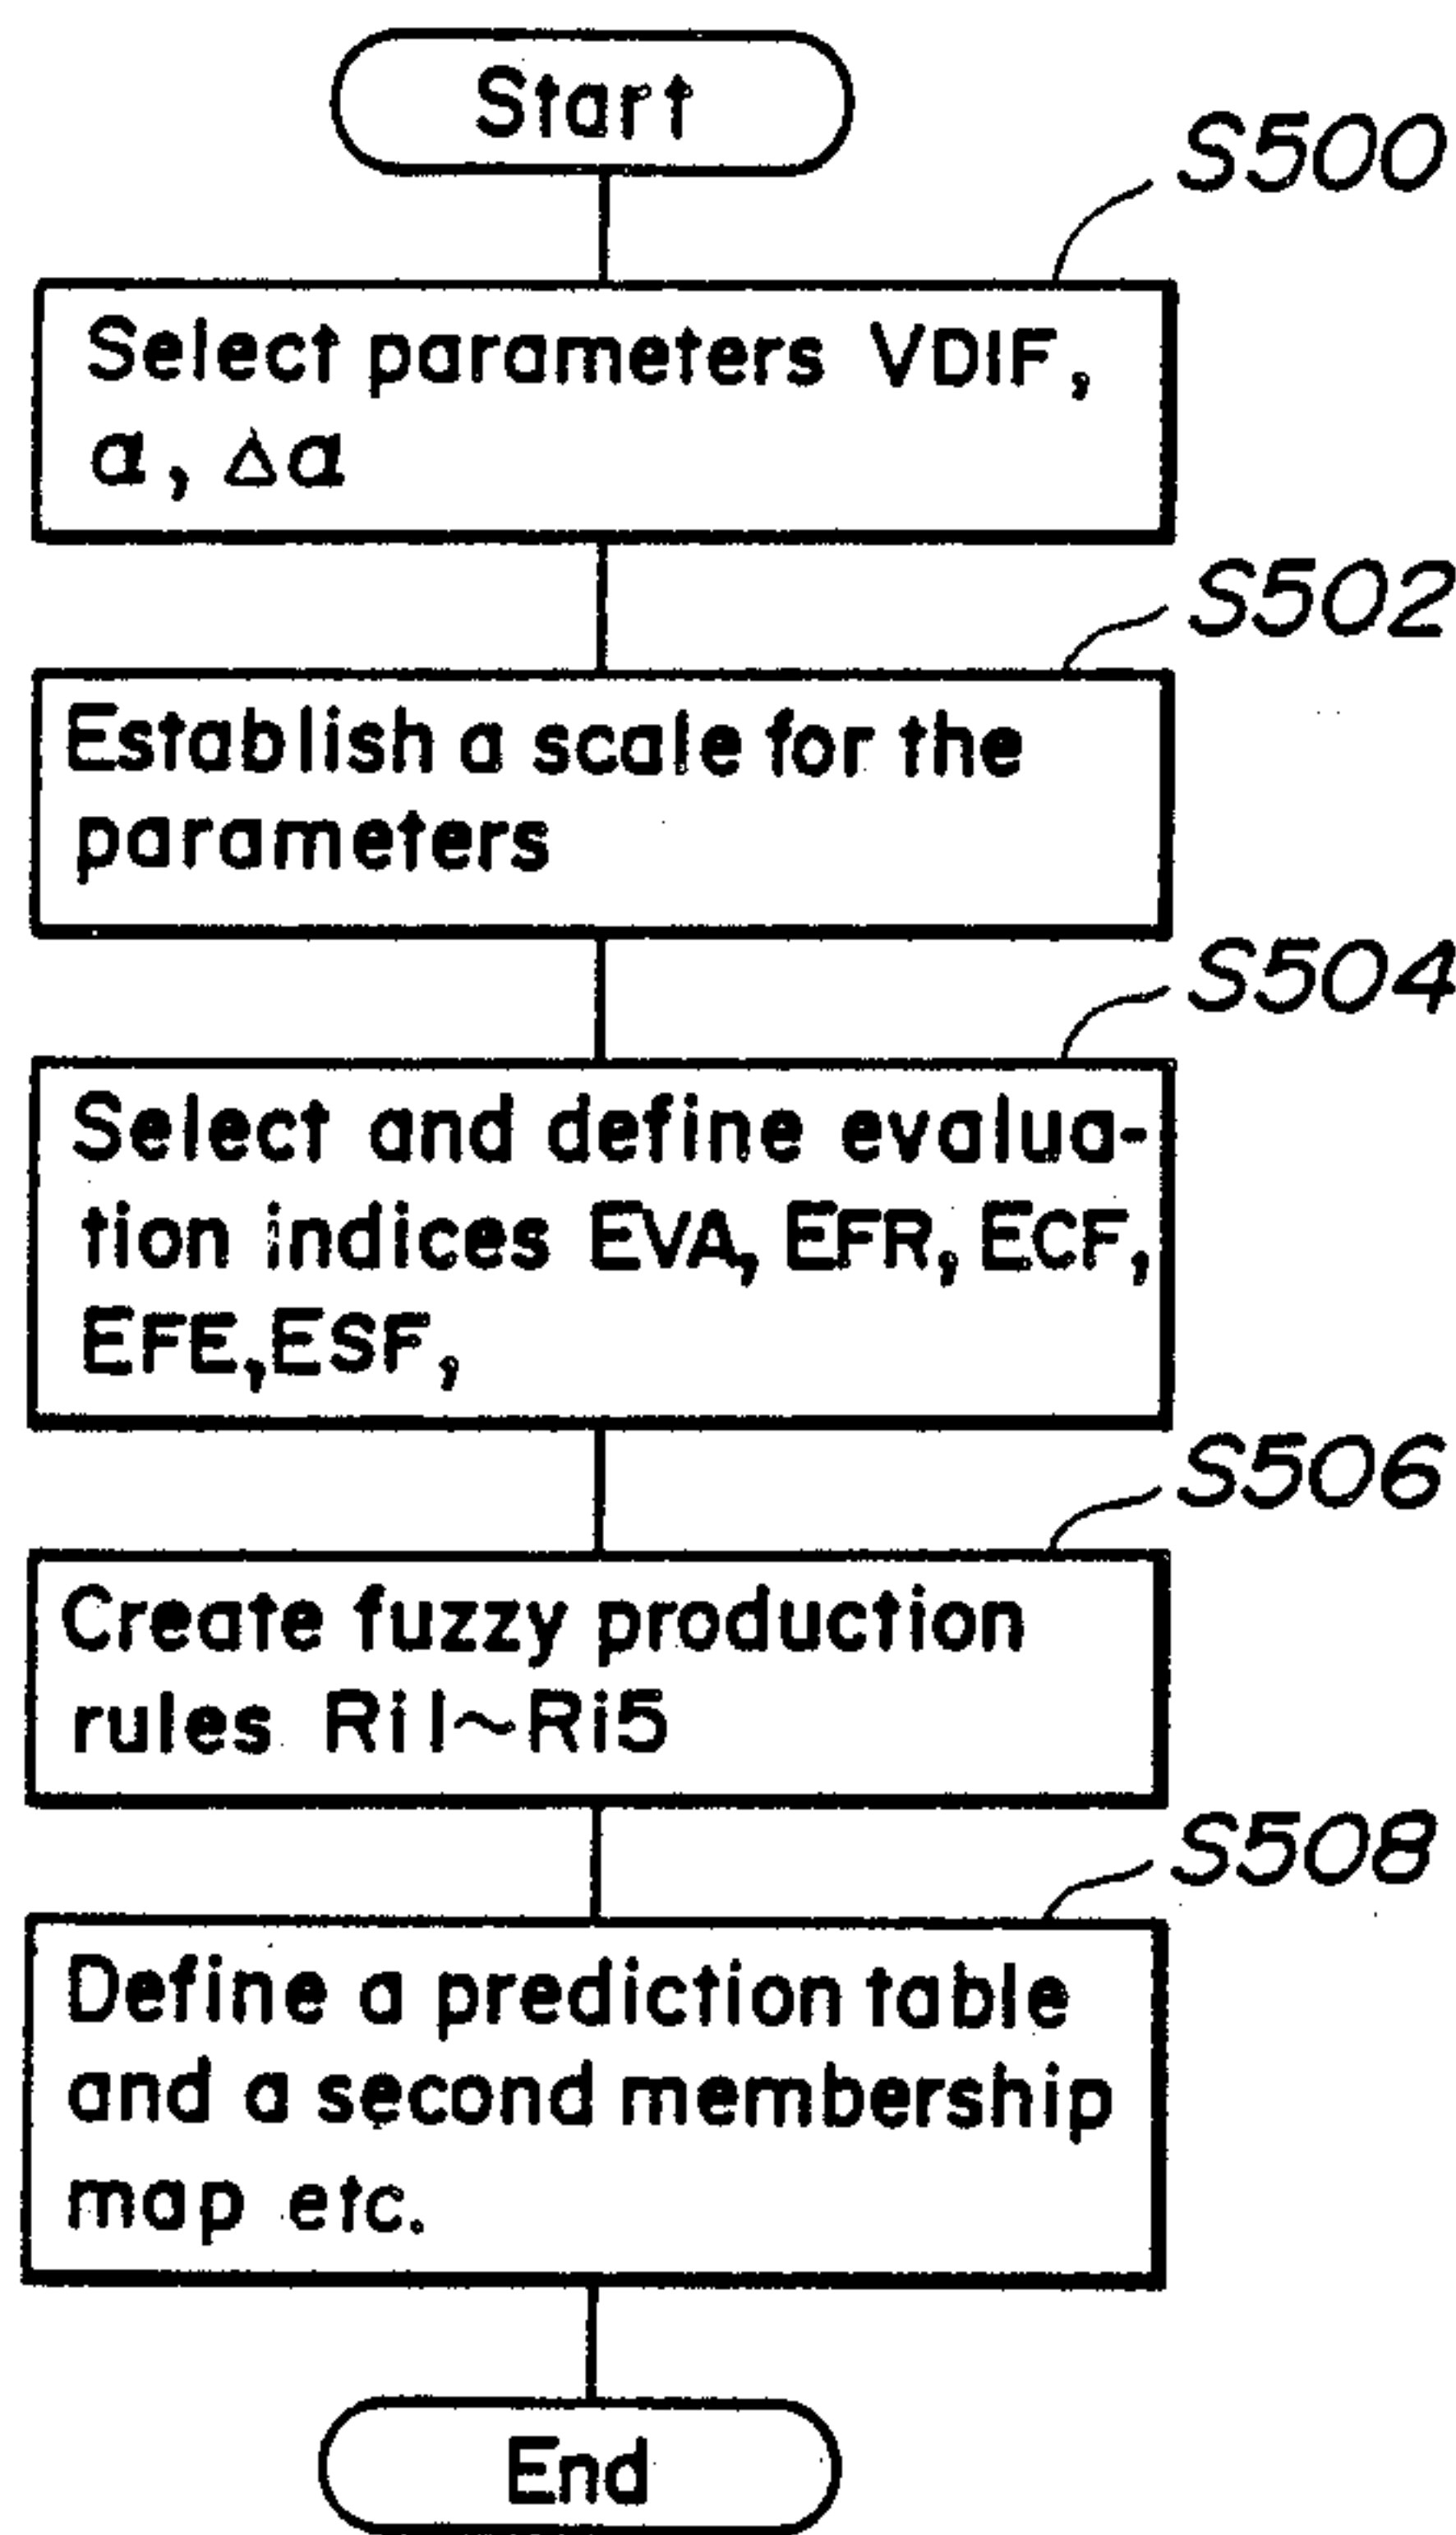 Start
S500
Select parameters VDIF,
α, Δα
S502
Establish a scale for the
parameters
S504
Select and define evalua-
tion indices EVA, EFR, ECF,
EFE, ESF,
S506
Create fuzzy production
rules Ri1~Ri5
S508
Define a prediction table
and a second membership
map etc.
End